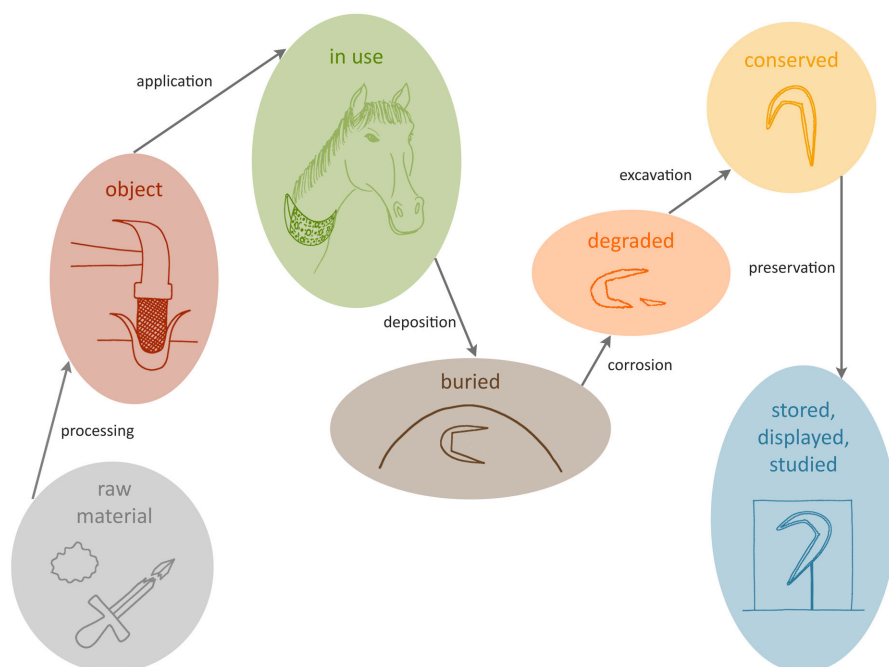 raw
material
processing
object
application
in use
deposition
buried
corrosion
degraded
excavation
conserved
preservation
stored,
displayed,
studied